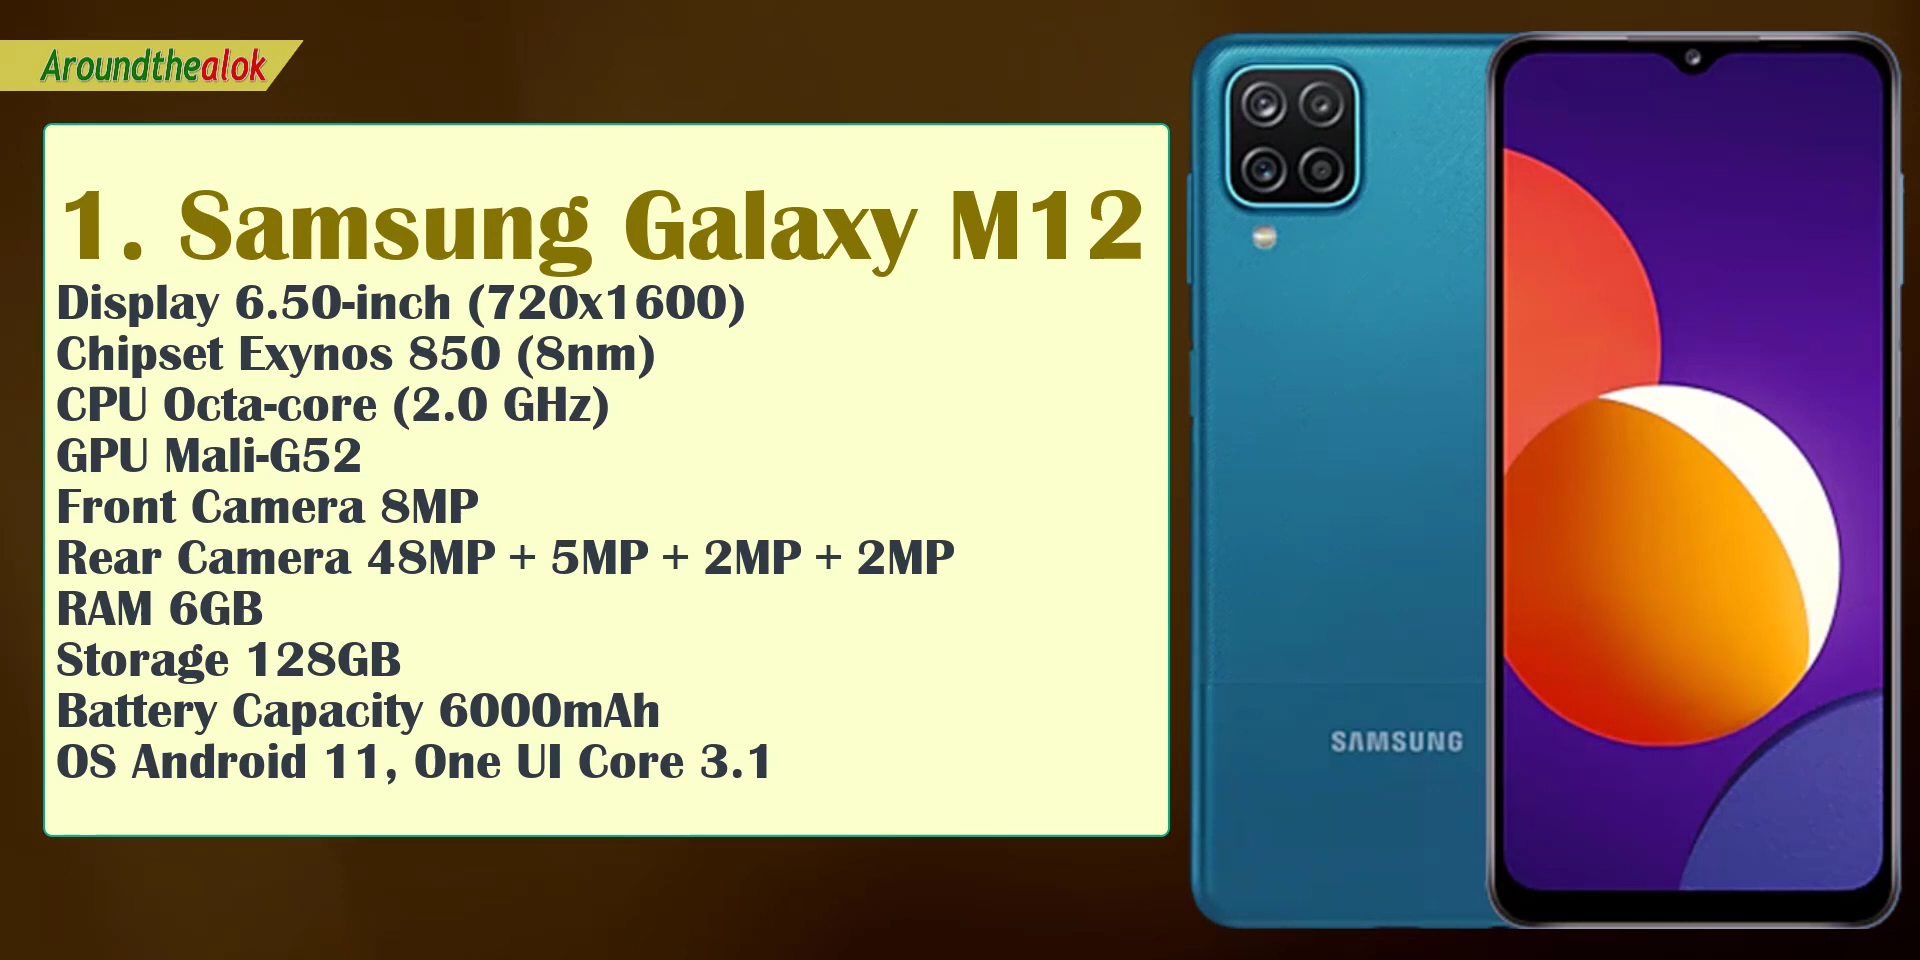 Aroundthealok
1. Samsung Galaxy M12
Display 6.50-inch (720x1600)
Chipset Exynos 850 (8nm)
CPU Octa-core (2.0 GHz)
GPU Mali-G52
Front Camera 8MP
Rear Camera 48MP + 5MP + 2MP + 2MP
RAM 6GB
Storage 128GB
Battery Capacity 6000mAh
OS Android 11, One UI Core 3.1
SAMSUNG